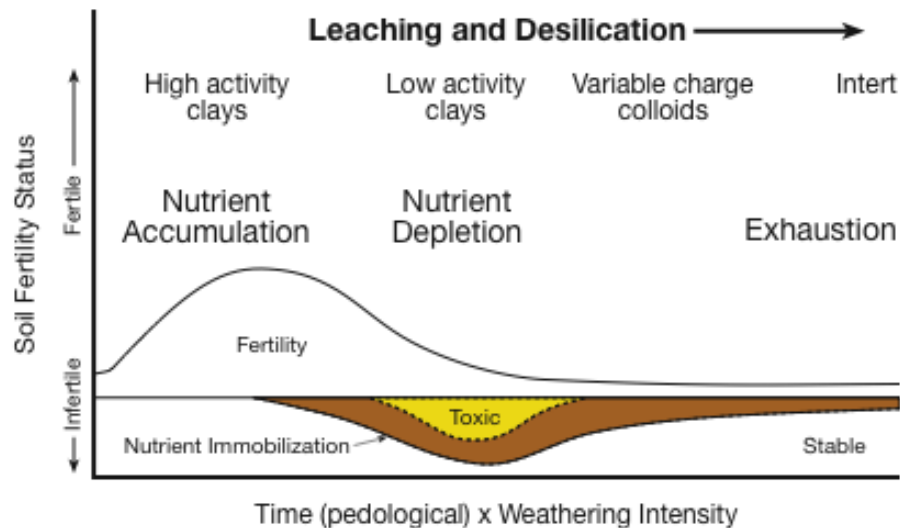 Leaching and Desilication
High activity
clays
Low activity
clays
Variable charge
colloids
Intert
Nutrient
Accumulation
Nutrient
Depletion
Exhaustion
Soil Fertility Status
Fertile
Infertile
Fertility
Toxic
Nutrient Immobilization
Stable
Time (pedological) x Weathering Intensity